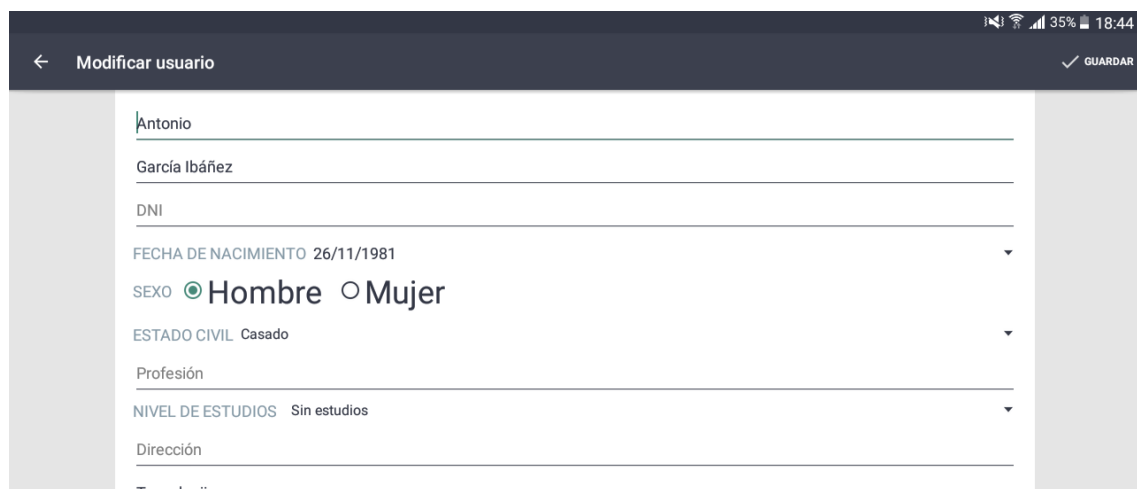 35% 18:44
Modificar usuario GUARDAR
Antonio
García Ibáñez
DNI
FECHA DE NACIMIENTO 26/11/1981
SEXO Hombre Mujer
ESTADO CIVIL Casado
Profesión
NIVEL DE ESTUDIOS Sin estudios
Dirección